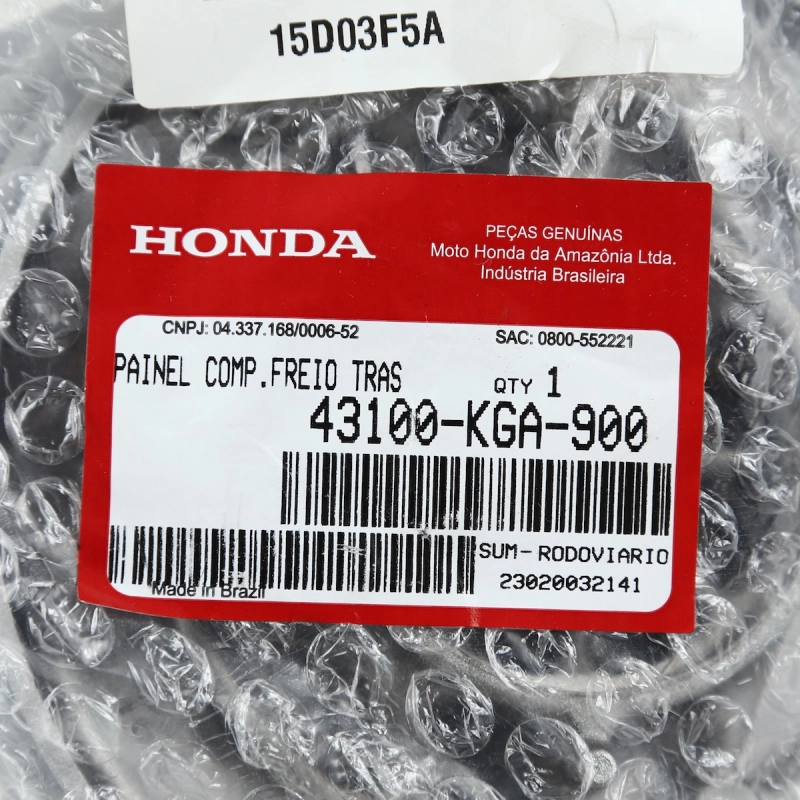 15D03F5A
HONDA
PEÇAS GENUÍNAS
Moto Honda da Amazônia Ltda.
Indústria Brasileira
CNPJ: 04.337.168/0006-52
SAC: 0800-552221
PAINEL COMP.FREIO TRAS
QTY 1
43100-KGA-900
SUM-RODOVIARIO
23020032141
Made in Brazil